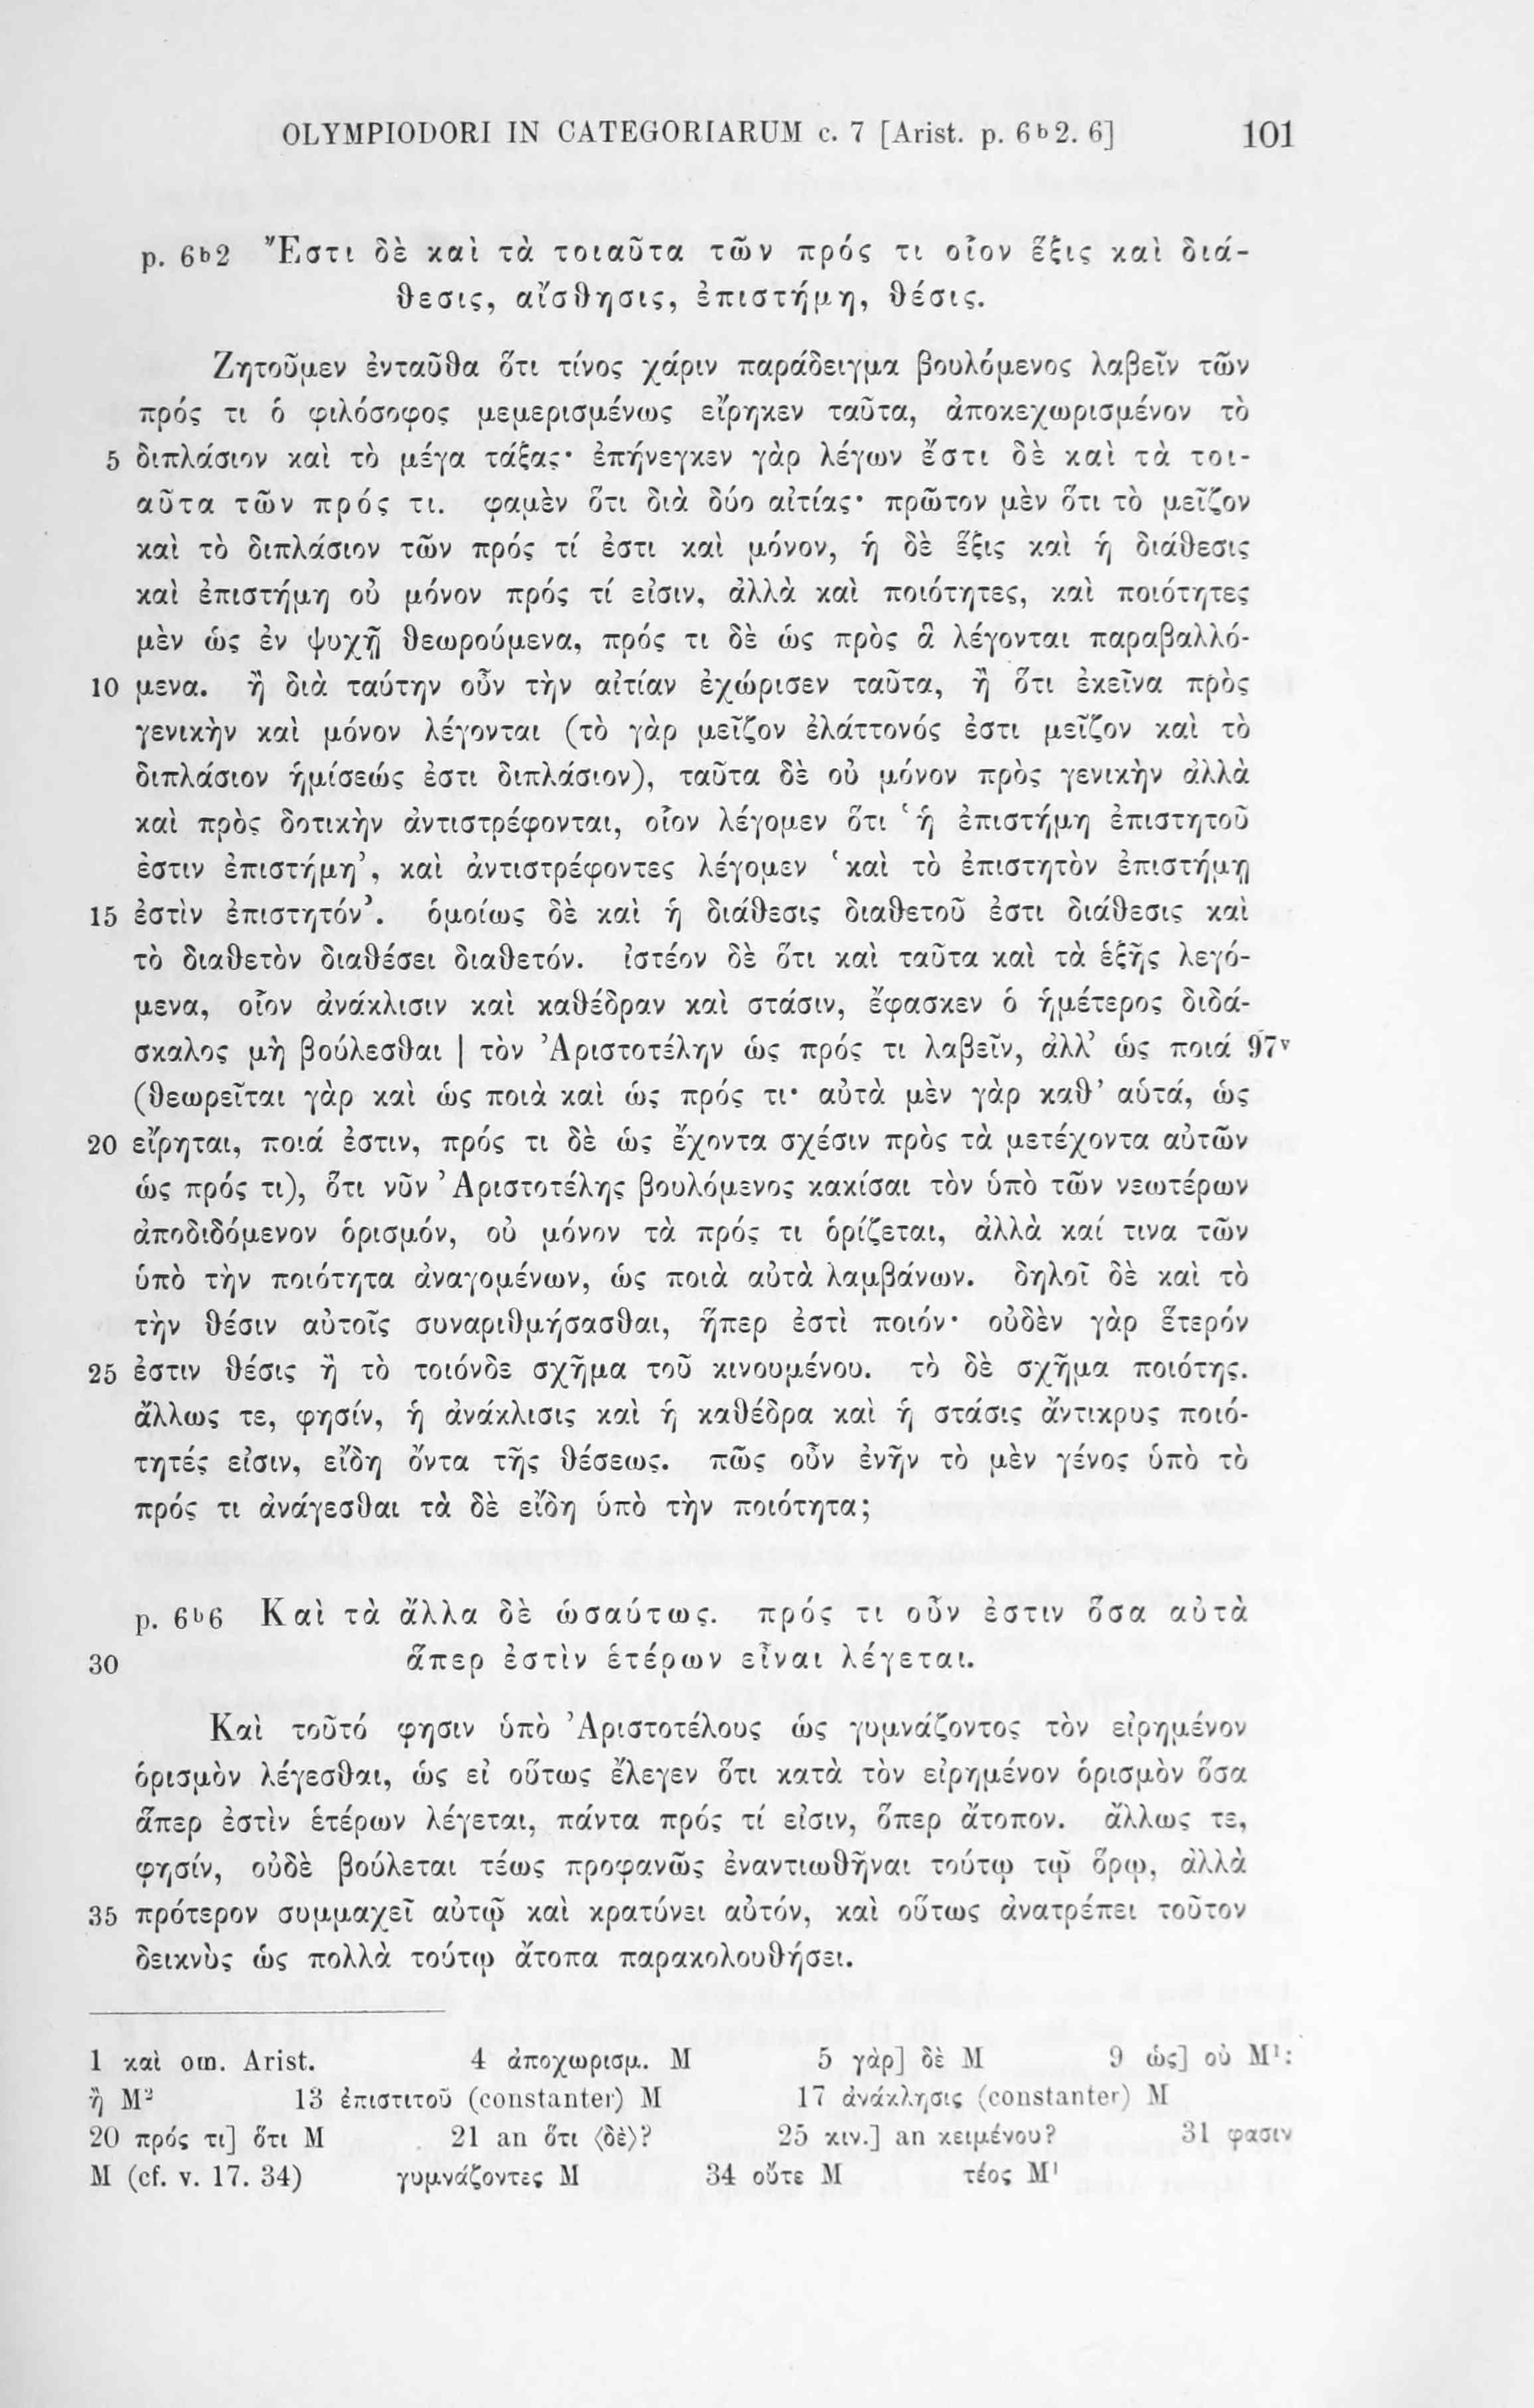 OLYMPIODORI IN CATEGORIARUM c. 7 [Arist. p. 6b2. 6] 101
p. 6b2 Ἔστι δὲ καὶ τὰ τοιαῦτα τῶν πρός τι οἷον ἕξις καὶ διά-
θεσις, αἴσθησις, ἐπιστήμη, θέσις.
Ζητοῦμεν ἐνταῦθα ὅτι τίνος χάριν παράδειγμα βουλόμενος λαβεῖν τῶν
πρός τι ὁ φιλόσοφος μεμερισμένως εἴρηκεν ταῦτα, ἀποκεχωρισμένον τὸ
5 διπλάσιον καὶ τὸ μέγα τάξας· ἐπήνεγκεν γὰρ λέγων ἔστι δὲ καὶ τὰ τοι-
αῦτα τῶν πρός τι. φαμὲν ὅτι διὰ δύο αἰτίας· πρῶτον μὲν ὅτι τὸ μεῖζον
καὶ τὸ διπλάσιον τῶν πρός τί ἐστι καὶ μόνον, ἡ δὲ ἕξις καὶ ἡ διάθεσις
καὶ ἐπιστήμη οὐ μόνον πρός τί εἰσιν, ἀλλὰ καὶ ποιότητες, καὶ ποιότητες
μὲν ὡς ἐν ψυχῇ θεωρούμενα, πρός τι δὲ ὡς πρὸς ἃ λέγονται παραβαλλό-
10 μενα. ἢ διὰ ταύτην οὖν τὴν αἰτίαν ἐχώρισεν ταῦτα, ἢ ὅτι ἐκεῖνα πρὸς
γενικὴν καὶ μόνον λέγονται (τὸ γὰρ μεῖζον ἐλάττονός ἐστι μεῖζον καὶ τὸ
διπλάσιον ἡμίσεώς ἐστι διπλάσιον), ταῦτα δὲ οὐ μόνον πρὸς γενικὴν ἀλλὰ
καὶ πρὸς δοτικὴν ἀντιστρέφονται, οἷον λέγομεν ὅτι ‘ἡ ἐπιστήμη ἐπιστητοῦ
ἐστιν ἐπιστήμη’, καὶ ἀντιστρέφοντες λέγομεν ‘καὶ τὸ ἐπιστητὸν ἐπιστήμῃ
15 ἐστὶν ἐπιστητόν’. ὁμοίως δὲ καὶ ἡ διάθεσις διαθετοῦ ἐστι διάθεσις καὶ
τὸ διαθετὸν διαθέσει διαθετόν. ἰστέον δὲ ὅτι καὶ ταῦτα καὶ τὰ ἑξῆς λεγό-
μενα, οἷον ἀνάκλισιν καὶ καθέδραν καὶ στάσιν, ἔφασκεν ὁ ἡμέτερος διδά-
σκαλος μὴ βούλεσθαι | τὸν Ἀριστοτέλην ὡς πρός τι λαβεῖν, ἀλλ’ ὡς ποιά 97v
(θεωρεῖται γὰρ καὶ ὡς ποιὰ καὶ ὡς πρός τι· αὐτὰ μὲν γὰρ καθ’ αὑτά, ὡς
20 εἴρηται, ποιά ἐστιν, πρός τι δὲ ὡς ἔχοντα σχέσιν πρὸς τὰ μετέχοντα αὐτῶν
ὡς πρός τι), ὅτι νῦν Ἀριστοτέλης βουλόμενος κακίσαι τὸν ὑπὸ τῶν νεωτέρων
ἀποδιδόμενον ὁρισμόν, οὐ μόνον τὰ πρός τι ὁρίζεται, ἀλλὰ καί τινα τῶν
ὑπὸ τὴν ποιότητα ἀναγομένων, ὡς ποιὰ αὐτὰ λαμβάνων. δηλοῖ δὲ καὶ τὸ
τὴν θέσιν αὐτοῖς συναριθμήσασθαι, ἥπερ ἐστὶ ποιόν· οὐδὲν γὰρ ἕτερόν
25 ἐστιν θέσις ἢ τὸ τοιόνδε σχῆμα τοῦ κινουμένου. τὸ δὲ σχῆμα ποιότης.
ἄλλως τε, φησίν, ἡ ἀνάκλισις καὶ ἡ καθέδρα καὶ ἡ στάσις ἄντικρυς ποιό-
τητές εἰσιν, εἴδη ὄντα τῆς θέσεως. πῶς οὖν ἐνῆν τὸ μὲν γένος ὑπὸ τὸ
πρός τι ἀνάγεσθαι τὰ δὲ εἴδη ὑπὸ τὴν ποιότητα;
p. 6b6 Καὶ τὰ ἄλλα δὲ ὡσαύτως. πρός τι οὖν ἐστιν ὅσα αὐτὰ
30 ἅπερ ἐστὶν ἑτέρων εἶναι λέγεται.
Καὶ τοῦτό φησιν ὑπὸ Ἀριστοτέλους ὡς γυμνάζοντος τὸν εἰρημένον
ὁρισμὸν λέγεσθαι, ὡς εἰ οὕτως ἔλεγεν ὅτι κατὰ τὸν εἰρημένον ὁρισμὸν ὅσα
ἅπερ ἐστὶν ἑτέρων λέγεται, πάντα πρός τί εἰσιν, ὅπερ ἄτοπον. ἄλλως τε,
φησίν, οὐδὲ βούλεται τέως προφανῶς ἐναντιωθῆναι τούτῳ τῷ ὅρῳ, ἀλλὰ
35 πρότερον συμμαχεῖ αὐτῷ καὶ κρατύνει αὐτόν, καὶ οὕτως ἀνατρέπει τοῦτον
δεικνὺς ὡς πολλὰ τούτῳ ἄτοπα παρακολουθήσει.
1 καὶ om. Arist. 4 ἀποχωρισμ. M 5 γὰρ] δὲ M 9 ὡς] οὐ M1:
ἢ M2 13 ἐπιστιτοῦ (constanter) M 17 ἀνάκλησις (constanter) M
20 πρός τι] ὅτι M 21 an ὅτι ⟨δὲ⟩? 25 κιν.] an κειμένου? 31 φασιν
M (cf. v. 17. 34) γυμνάζοντες M 34 οὔτε M τέος M1